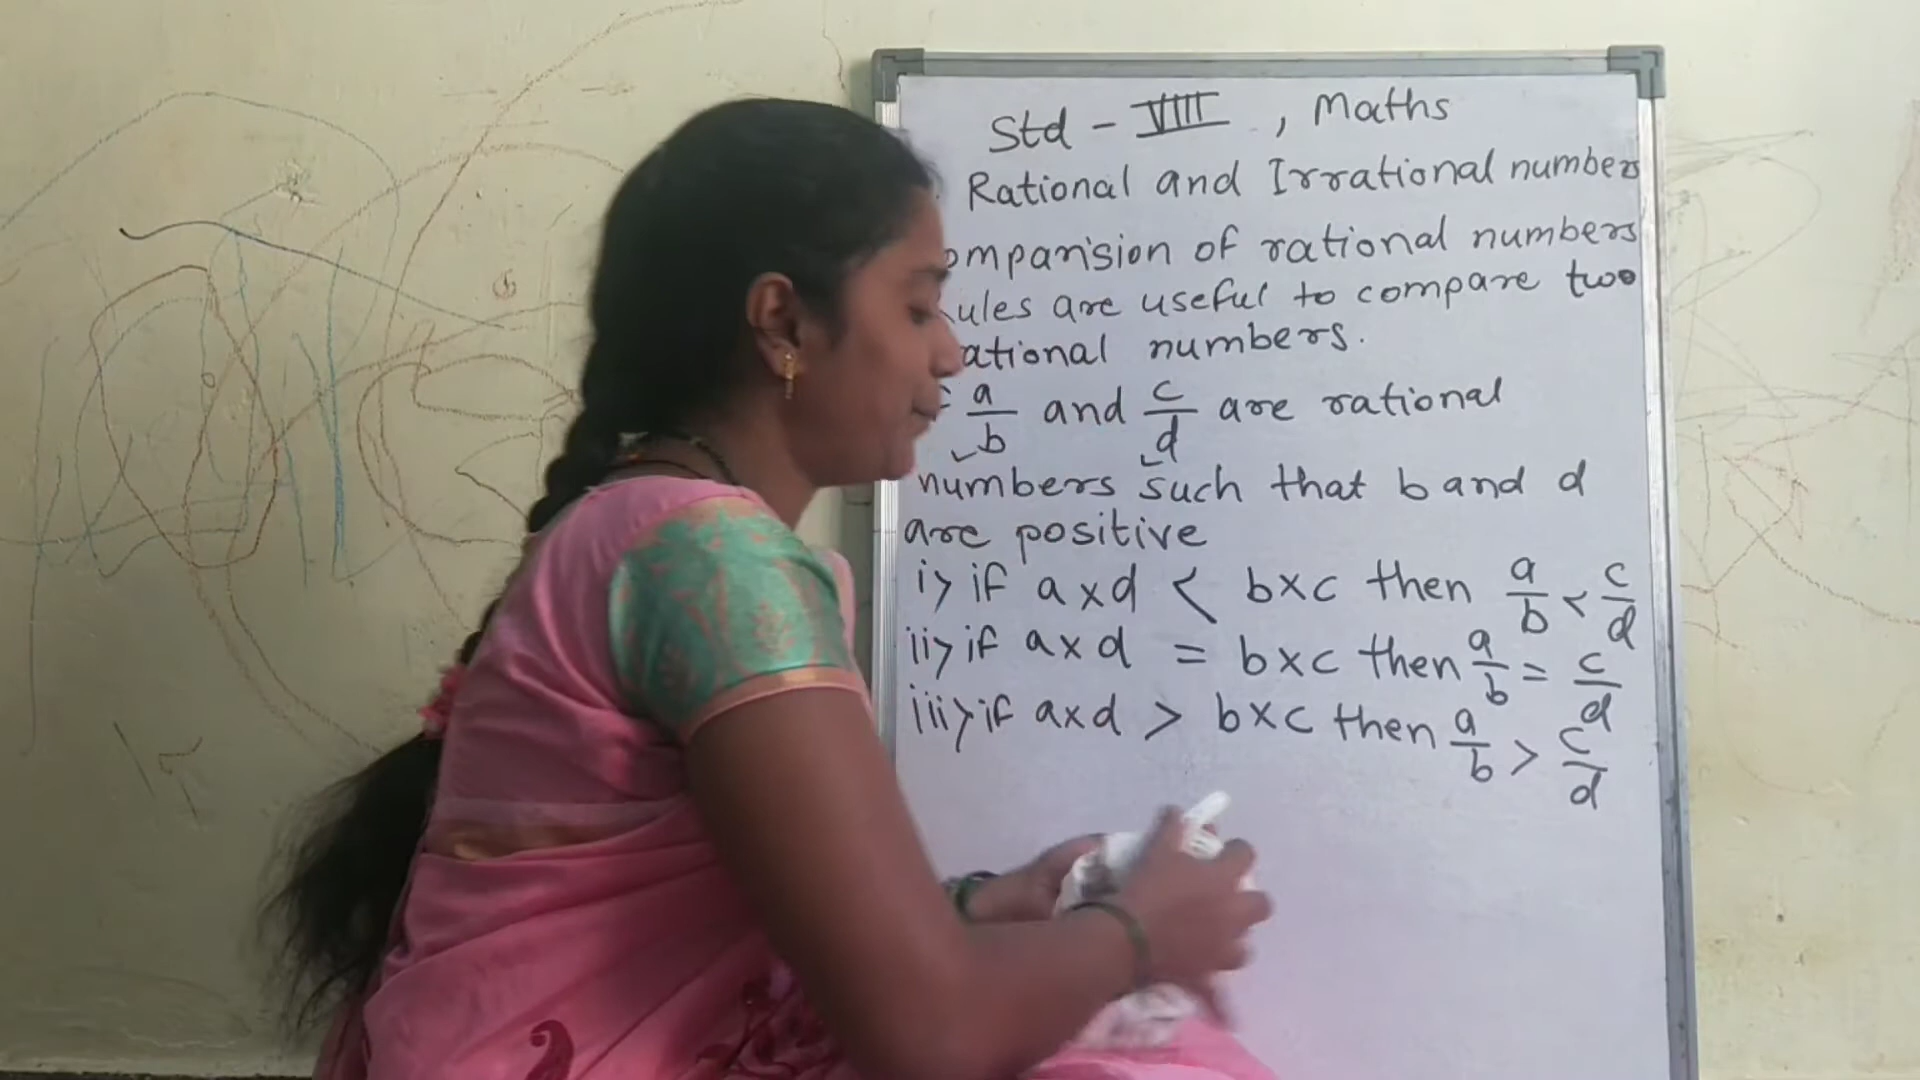 Std - VIII , Maths
Rational and Irrational numbers
omparision of rational numbers
ules are useful to compare two
ational numbers.
a/b and c/d are rational
numbers such that b and d
are positive
i> if a x d < b x c then a/b < c/d
ii> if a x d = b x c then a/b = c/d
iii> if a x d > b x c then a/b > c/d